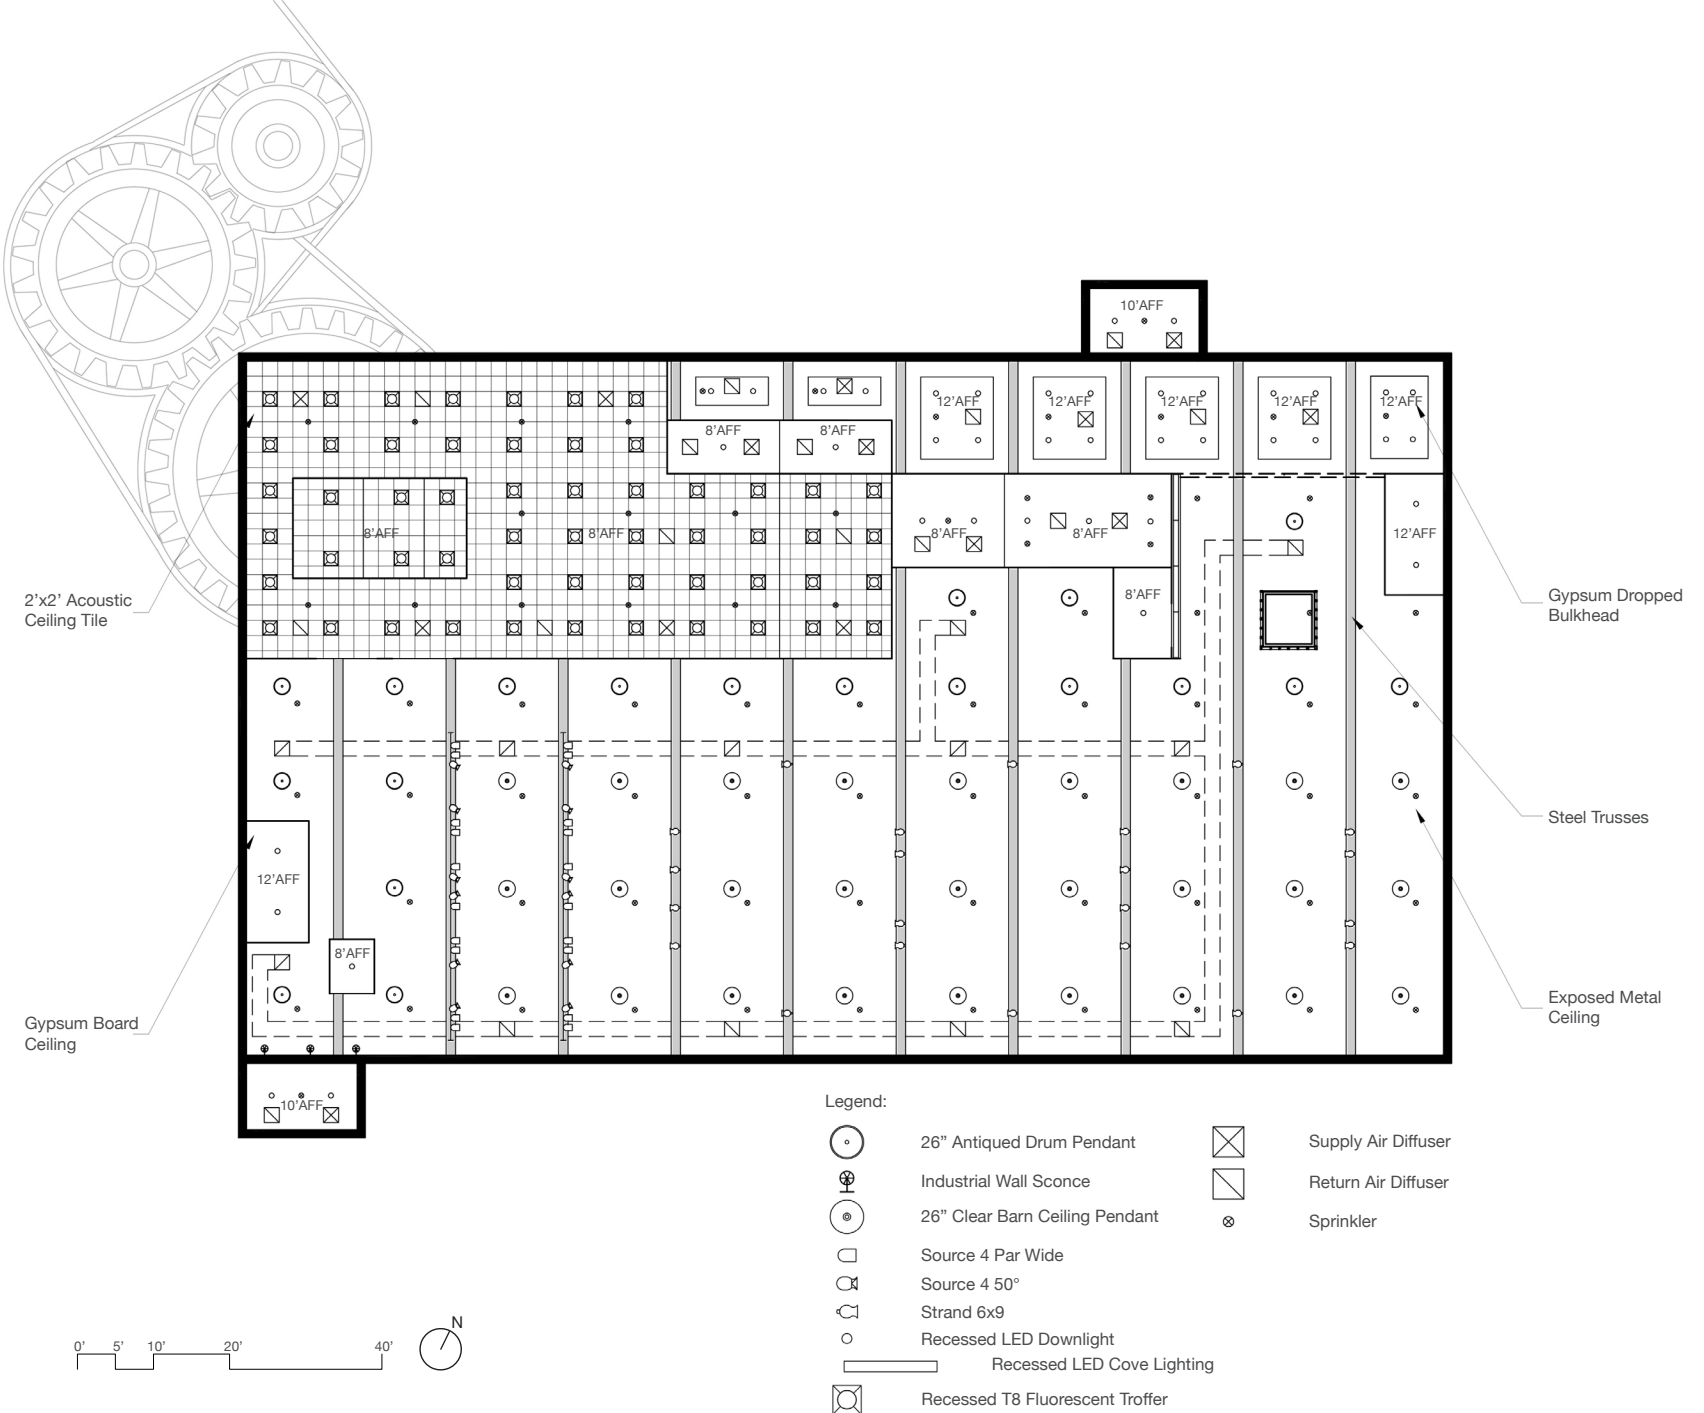 10’AFF
12’AFF
12’AFF
12’AFF
12’AFF
12’AFF
8’AFF
8’AFF
8’AFF
8’AFF
8’AFF
8’AFF
12’AFF
8’AFF
2’x2’ Acoustic
Ceiling Tile
Gypsum Dropped
Bulkhead
Steel Trusses
12’AFF
8’AFF
Gypsum Board
Ceiling
Exposed Metal
Ceiling
10’AFF
Legend:
26” Antiqued Drum Pendant
Industrial Wall Sconce
26” Clear Barn Ceiling Pendant
Source 4 Par Wide
Source 4 50°
Strand 6x9
Recessed LED Downlight
Recessed LED Cove Lighting
Recessed T8 Fluorescent Troffer
Supply Air Diffuser
Return Air Diffuser
Sprinkler
0’ 5’ 10’ 20’ 40’
N